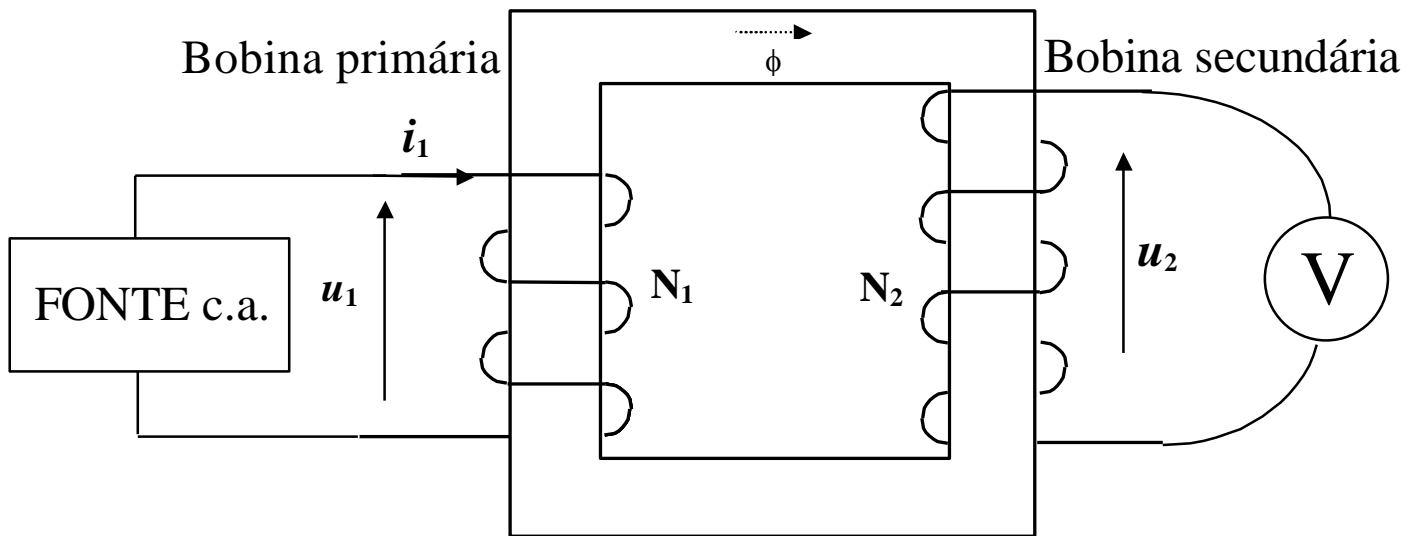 ϕ
Bobina primária
Bobina secundária
i1
u1
N1
N2
u2
FONTE c.a.
V